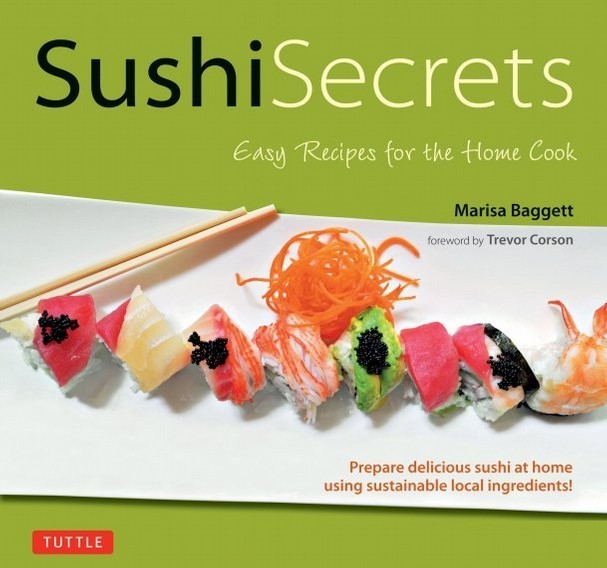 SushiSecrets
Easy Recipes for the Home Cook
Marisa Baggett
foreword by Trevor Corson
Prepare delicious sushi at home
using sustainable local ingredients!
TUTTLE